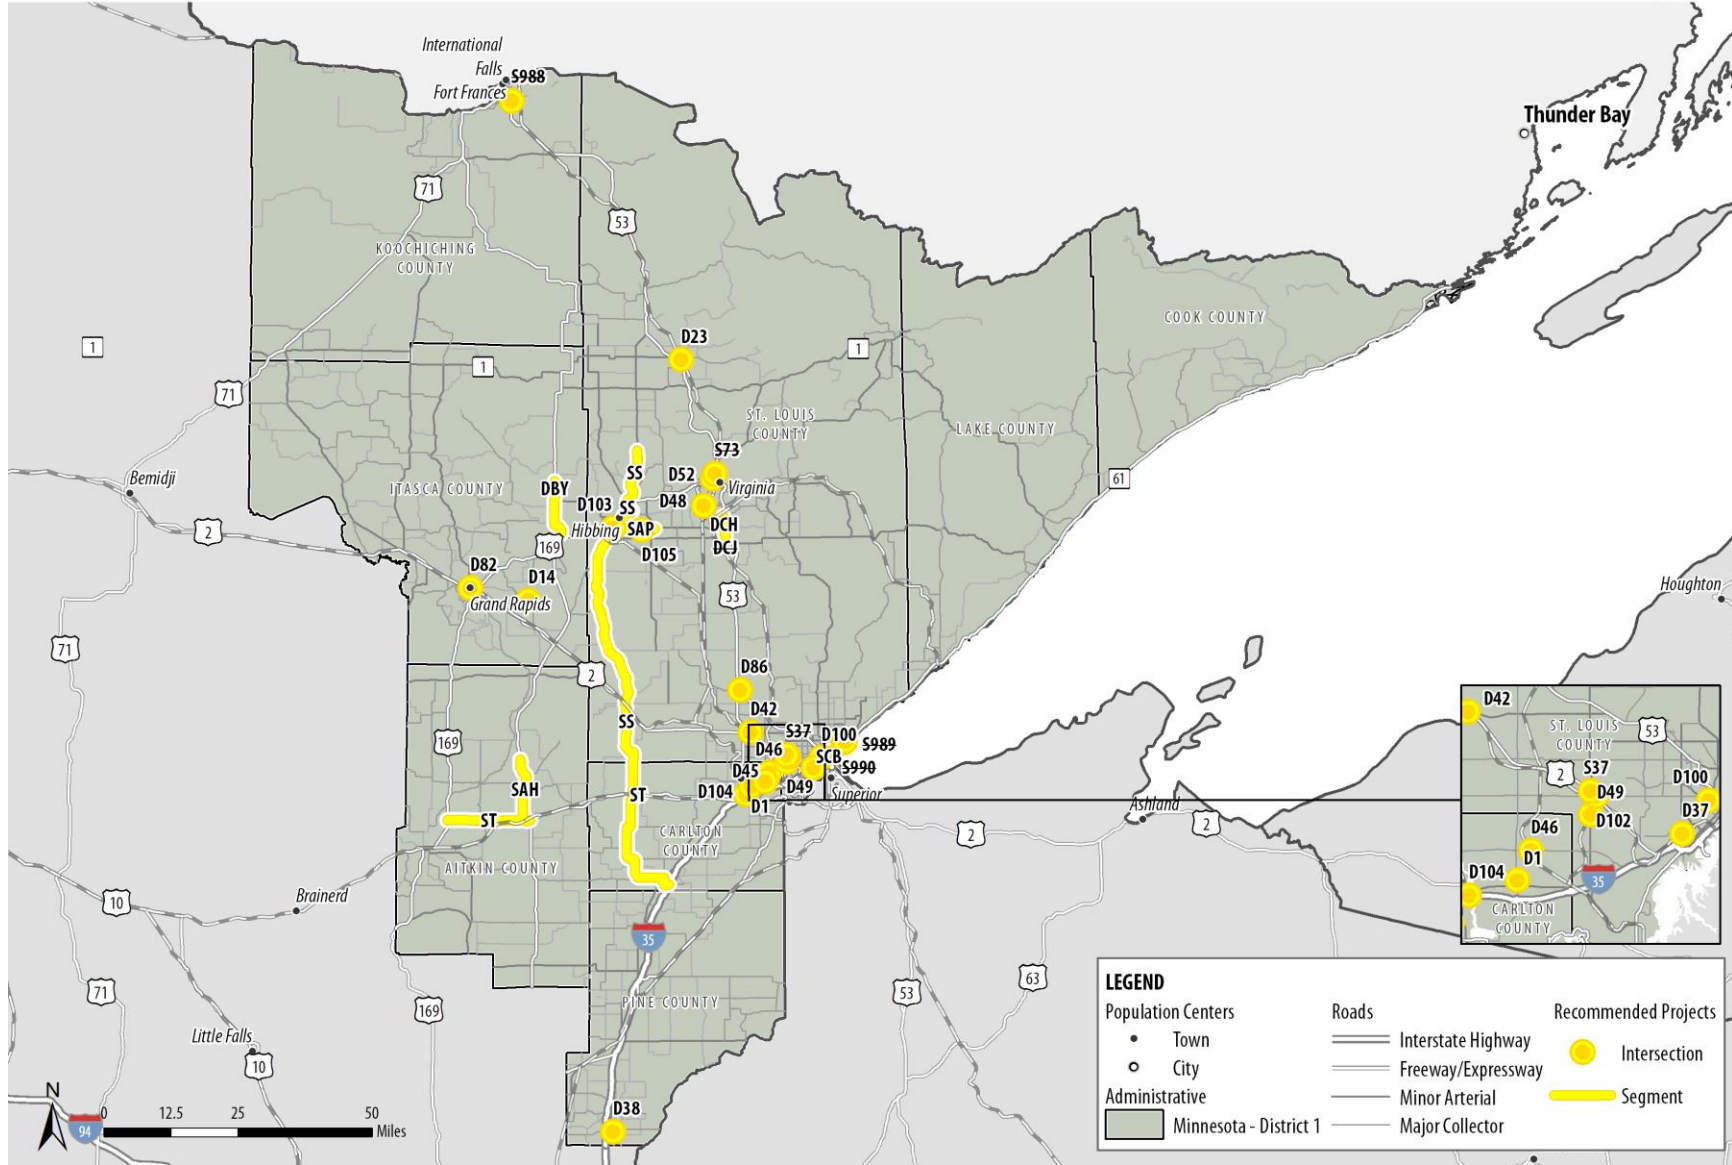 International
Falls
Fort Frances
S988
Thunder Bay
71
53
KOOCHICHING
COUNTY
COOK COUNTY
D23
1
1
1
71
ST. LOUIS
COUNTY
LAKE COUNTY
S73
61
Bemidji
ITASCA COUNTY
DBY
SS
D52
Virginia
D103
SS
D48
2
Hibbing
SAP
DCH
DCJ
169
D105
D82
D14
Grand Rapids
53
Houghton
71
2
D86
D42
SS
S37
D100
S989
169
D46
SCB
S990
D45
D49
Superior
SAH
ST
D104
D1
ST
CARLTON
COUNTY
AITKIN COUNTY
Ashland
2
2
10
Brainerd
35
71
169
PINE COUNTY
53
63
Little Falls
10
D38
N
94
0
12.5
25
50
Miles
D42
ST. LOUIS
COUNTY
53
2
S37
D100
D49
D37
D102
D46
D1
D104
35
CARLTON
COUNTY
LEGEND
Population Centers
Town
City
Administrative
Minnesota - District 1
Roads
Interstate Highway
Freeway/Expressway
Minor Arterial
Major Collector
Recommended Projects
Intersection
Segment